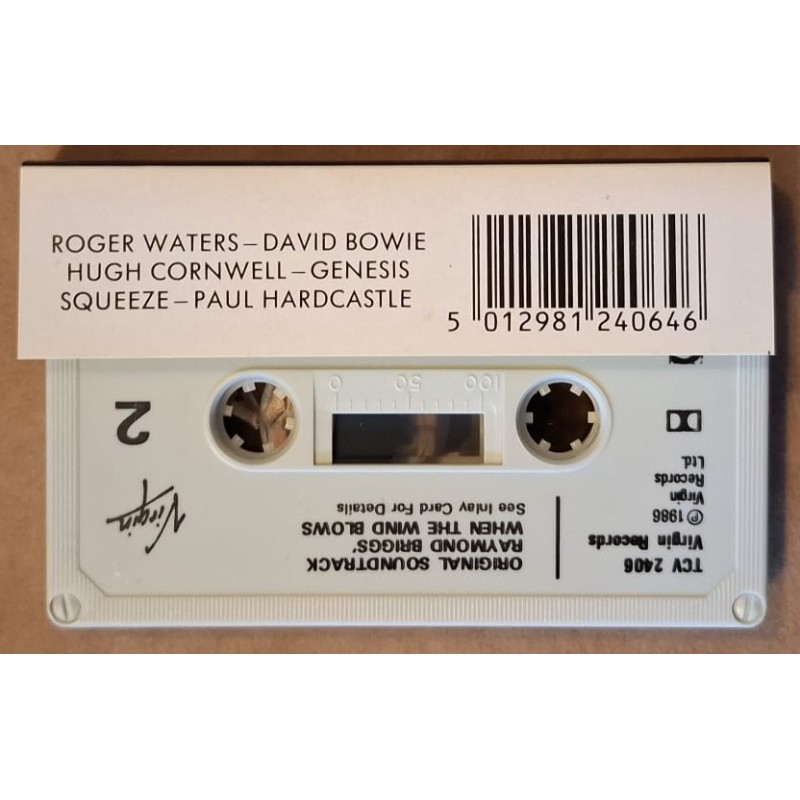 ROGER WATERS – DAVID BOWIE
HUGH CORNWELL – GENESIS
SQUEEZE – PAUL HARDCASTLE
5 012981 240646
TCV 2406
Virgin Records
℗ 1986
Virgin
Records
Ltd.
ORIGINAL SOUNDTRACK
RAYMOND BRIGGS'
WHEN THE WIND BLOWS
See Inlay Card For Details
Virgin
2
0 50 100